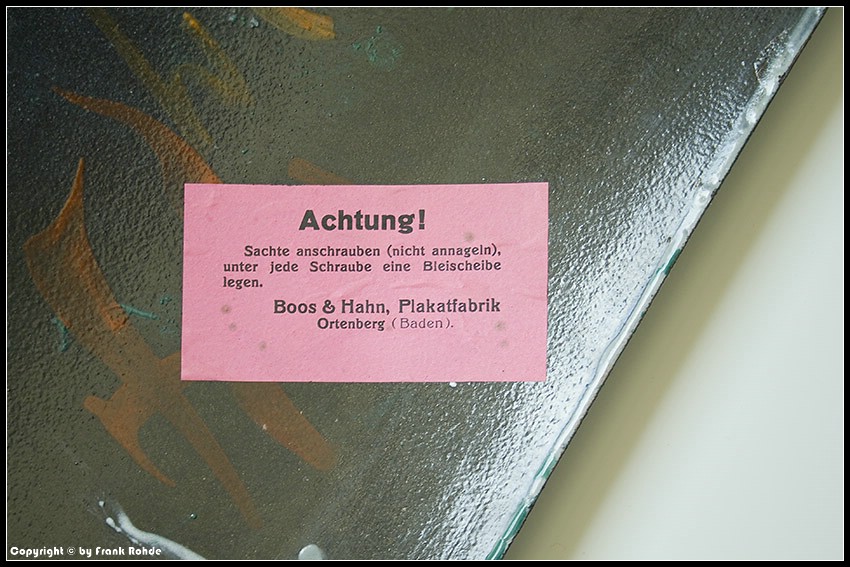 Achtung!
Sachte anschrauben (nicht annageln),
unter jede Schraube eine Bleischeibe
legen.
Boos & Hahn, Plakatfabrik
Ortenberg (Baden).
Copyright © by Frank Rohde